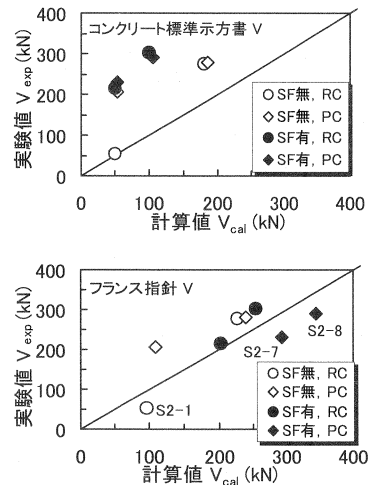 コンクリート標準示方書 V
400
300
200
100
0
実験値 Vexp (kN)
○ SF無, RC
◇ SF無, PC
● SF有, RC
◆ SF有, PC
0 100 200 300 400
計算値 Vcal (kN)
フランス指針 V
400
300
200
100
0
実験値 Vexp (kN)
S2-8
S2-7
S2-1
○ SF無, RC
◇ SF無, PC
● SF有, RC
◆ SF有, PC
0 100 200 300 400
計算値 Vcal (kN)